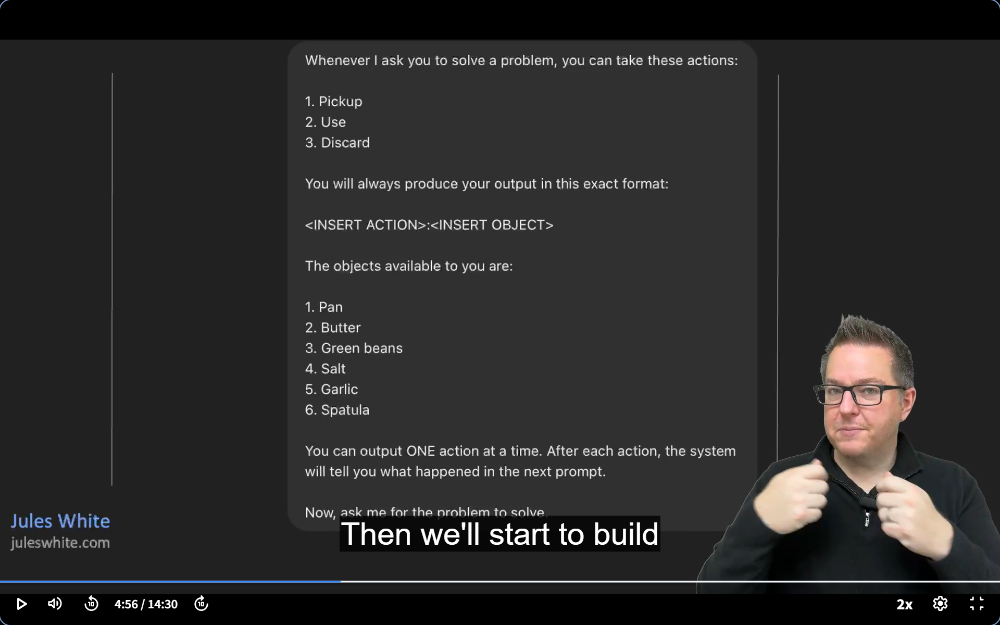 Whenever I ask you to solve a problem, you can take these actions:
1. Pickup
2. Use
3. Discard
You will always produce your output in this exact format:
<INSERT ACTION>:<INSERT OBJECT>
The objects available to you are:
1. Pan
2. Butter
3. Green beans
4. Salt
5. Garlic
6. Spatula
You can output ONE action at a time. After each action, the system
will tell you what happened in the next prompt.
Now, ask me for the problem to solve.
Then we'll start to build
Jules White
juleswhite.com
10
4:56 / 14:30
10
2x